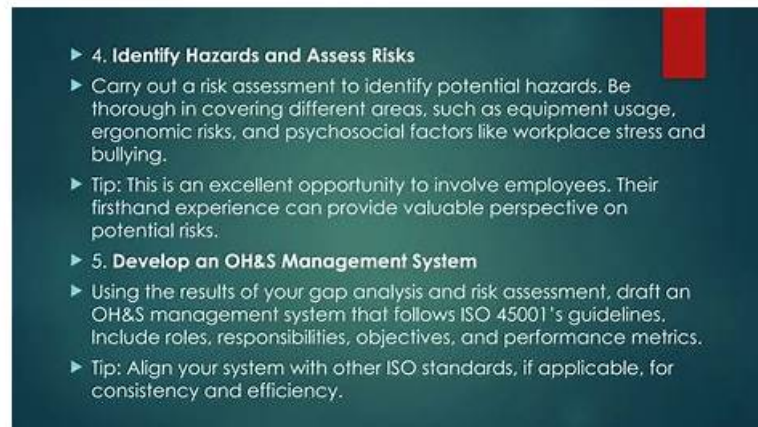 4. Identify Hazards and Assess Risks
Carry out a risk assessment to identify potential hazards. Be
thorough in covering different areas, such as equipment usage,
ergonomic risks, and psychosocial factors like workplace stress and
bullying.
Tip: This is an excellent opportunity to involve employees. Their
firsthand experience can provide valuable perspective on
potential risks.
5. Develop an OH&S Management System
Using the results of your gap analysis and risk assessment, draft an
OH&S management system that follows ISO 45001's guidelines.
Include roles, responsibilities, objectives, and performance metrics.
Tip: Align your system with other ISO standards, if applicable, for
consistency and efficiency.